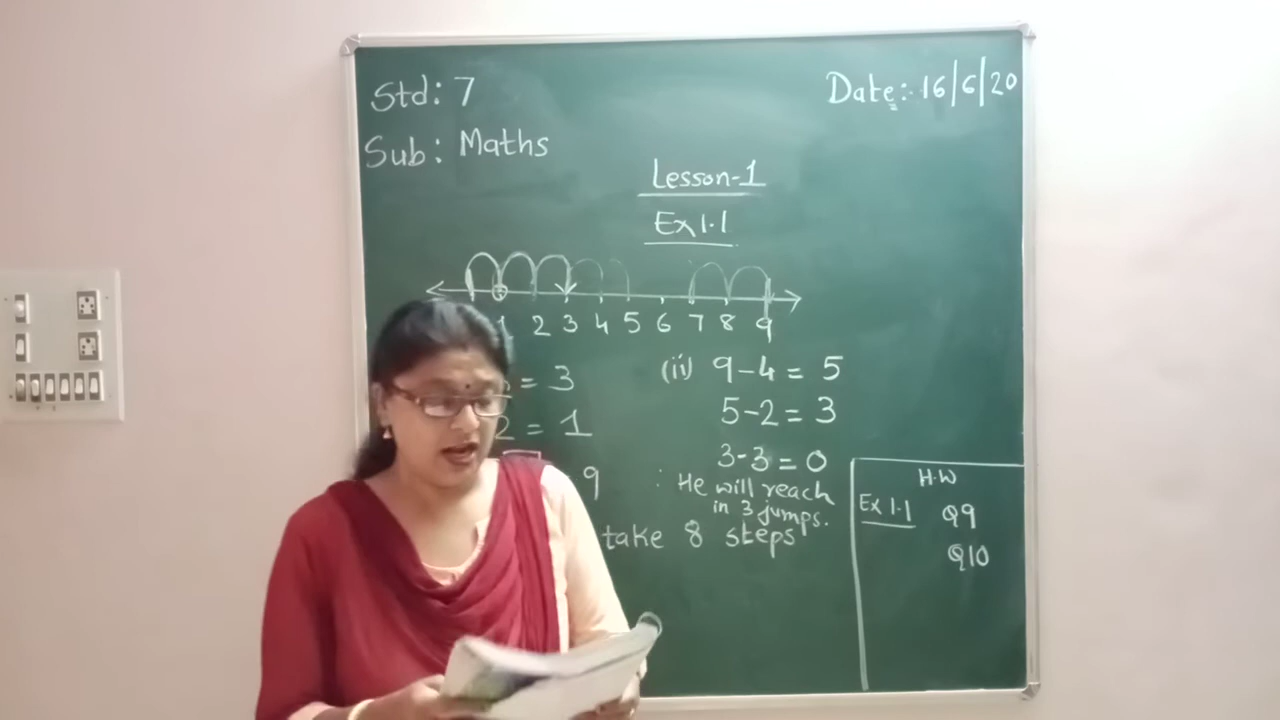 Std: 7
Date: 16/6/20
Sub: Maths
Lesson-1
Ex 1.1
1 2 3 4 5 6 7 8 9
= 3
2 = 1
9
(ii) 9-4 = 5
5-2 = 3
3-3 = 0
∴ He will reach
in 3 jumps.
take 8 steps
H.W
Ex 1.1 Q9
Q10